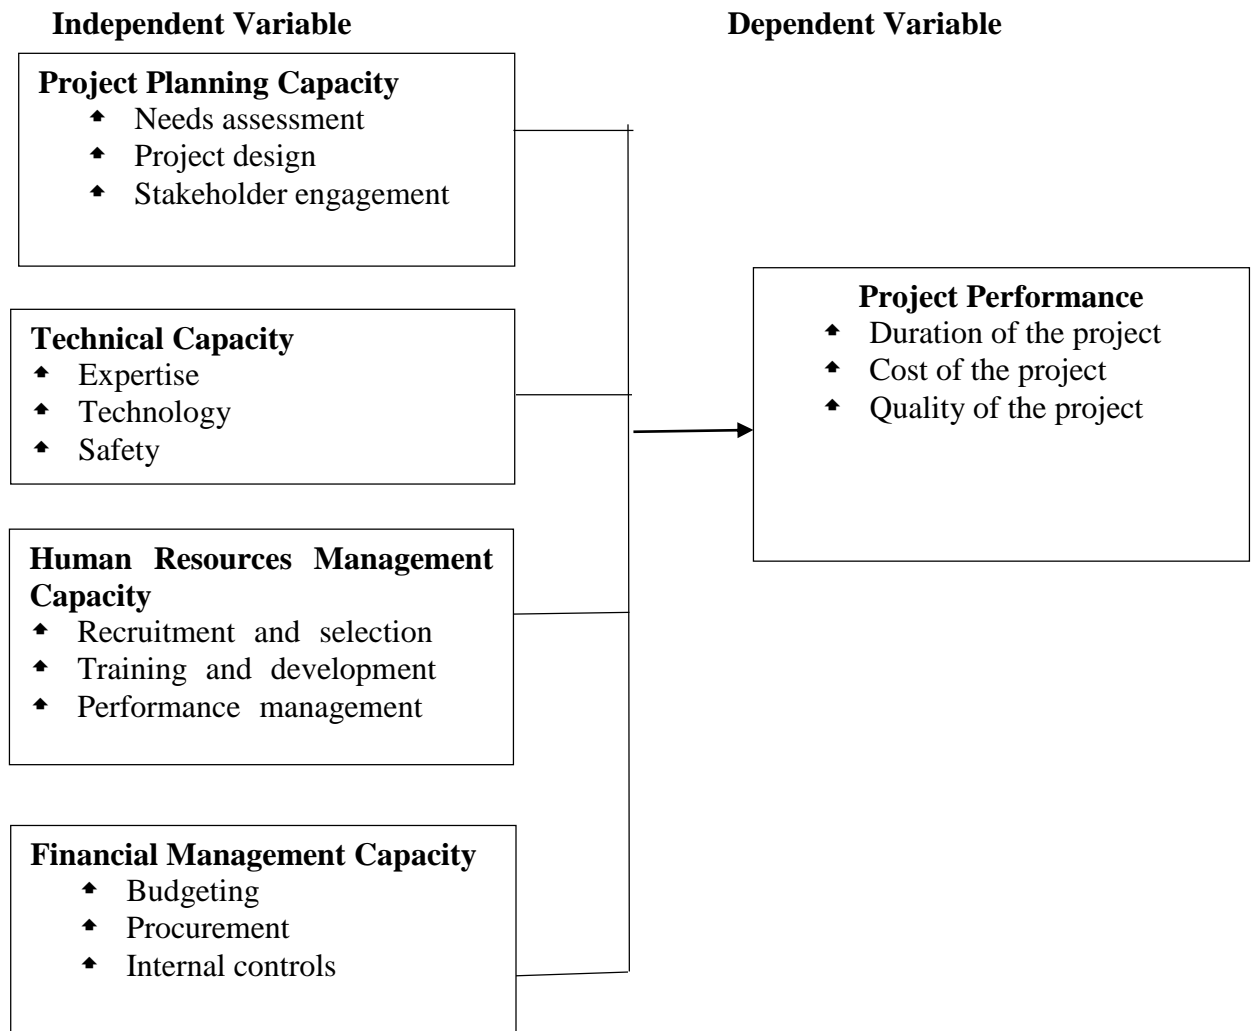 Independent Variable
Dependent Variable
Project Planning Capacity
Needs assessment
Project design
Stakeholder engagement
Technical Capacity
Expertise
Technology
Safety
Human Resources Management
Capacity
Recruitment and selection
Training and development
Performance management
Financial Management Capacity
Budgeting
Procurement
Internal controls
Project Performance
Duration of the project
Cost of the project
Quality of the project